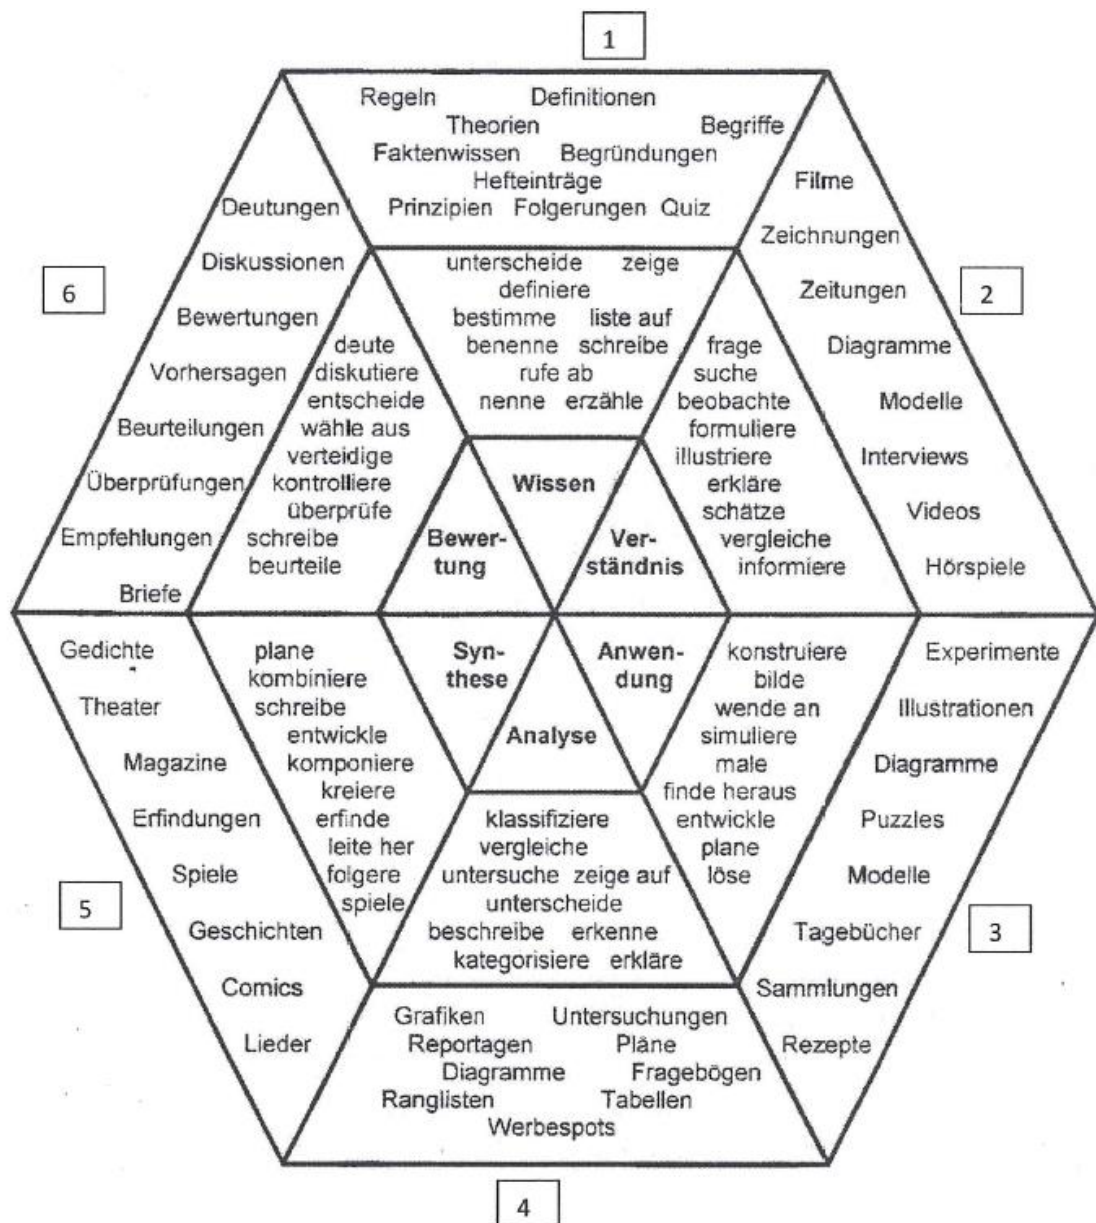 1
Regeln Definitionen
Theorien Begriffe
Faktenwissen Begründungen
Hefteinträge
Prinzipien Folgerungen Quiz
unterscheide zeige
definiere
bestimme liste auf
benenne schreibe
rufe ab
nenne erzähle
Wissen
2
Filme
Zeichnungen
Zeitungen
Diagramme
Modelle
Interviews
Videos
Hörspiele
frage
suche
beobachte
formuliere
illustriere
erkläre
schätze
vergleiche
informiere
Ver-
ständnis
3
Experimente
Illustrationen
Diagramme
Puzzles
Modelle
Tagebücher
Sammlungen
Rezepte
konstruiere
bilde
wende an
simuliere
male
finde heraus
entwickle
plane
löse
Anwen-
dung
4
Analyse
klassifiziere
vergleiche
untersuche zeige auf
unterscheide
beschreibe erkenne
kategorisiere erkläre
Grafiken Untersuchungen
Reportagen Pläne
Diagramme Fragebögen
Ranglisten Tabellen
Werbespots
5
Gedichte
Theater
Magazine
Erfindungen
Spiele
Geschichten
Comics
Lieder
plane
kombiniere
schreibe
entwickle
komponiere
kreiere
erfinde
leite her
folgere
spiele
Syn-
these
6
Deutungen
Diskussionen
Bewertungen
Vorhersagen
Beurteilungen
Überprüfungen
Empfehlungen
Briefe
deute
diskutiere
entscheide
wähle aus
verteidige
kontrolliere
überprüfe
schreibe
beurteile
Bewer-
tung